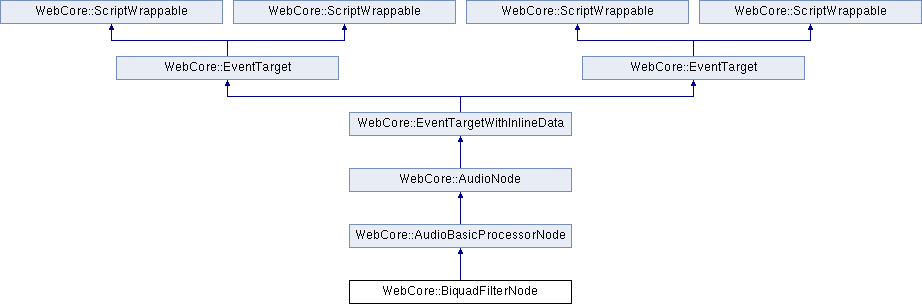 WebCore::ScriptWrappable
WebCore::ScriptWrappable
WebCore::ScriptWrappable
WebCore::ScriptWrappable
WebCore::EventTarget
WebCore::EventTarget
WebCore::EventTargetWithInlineData
WebCore::AudioNode
WebCore::AudioBasicProcessorNode
WebCore::BiquadFilterNode